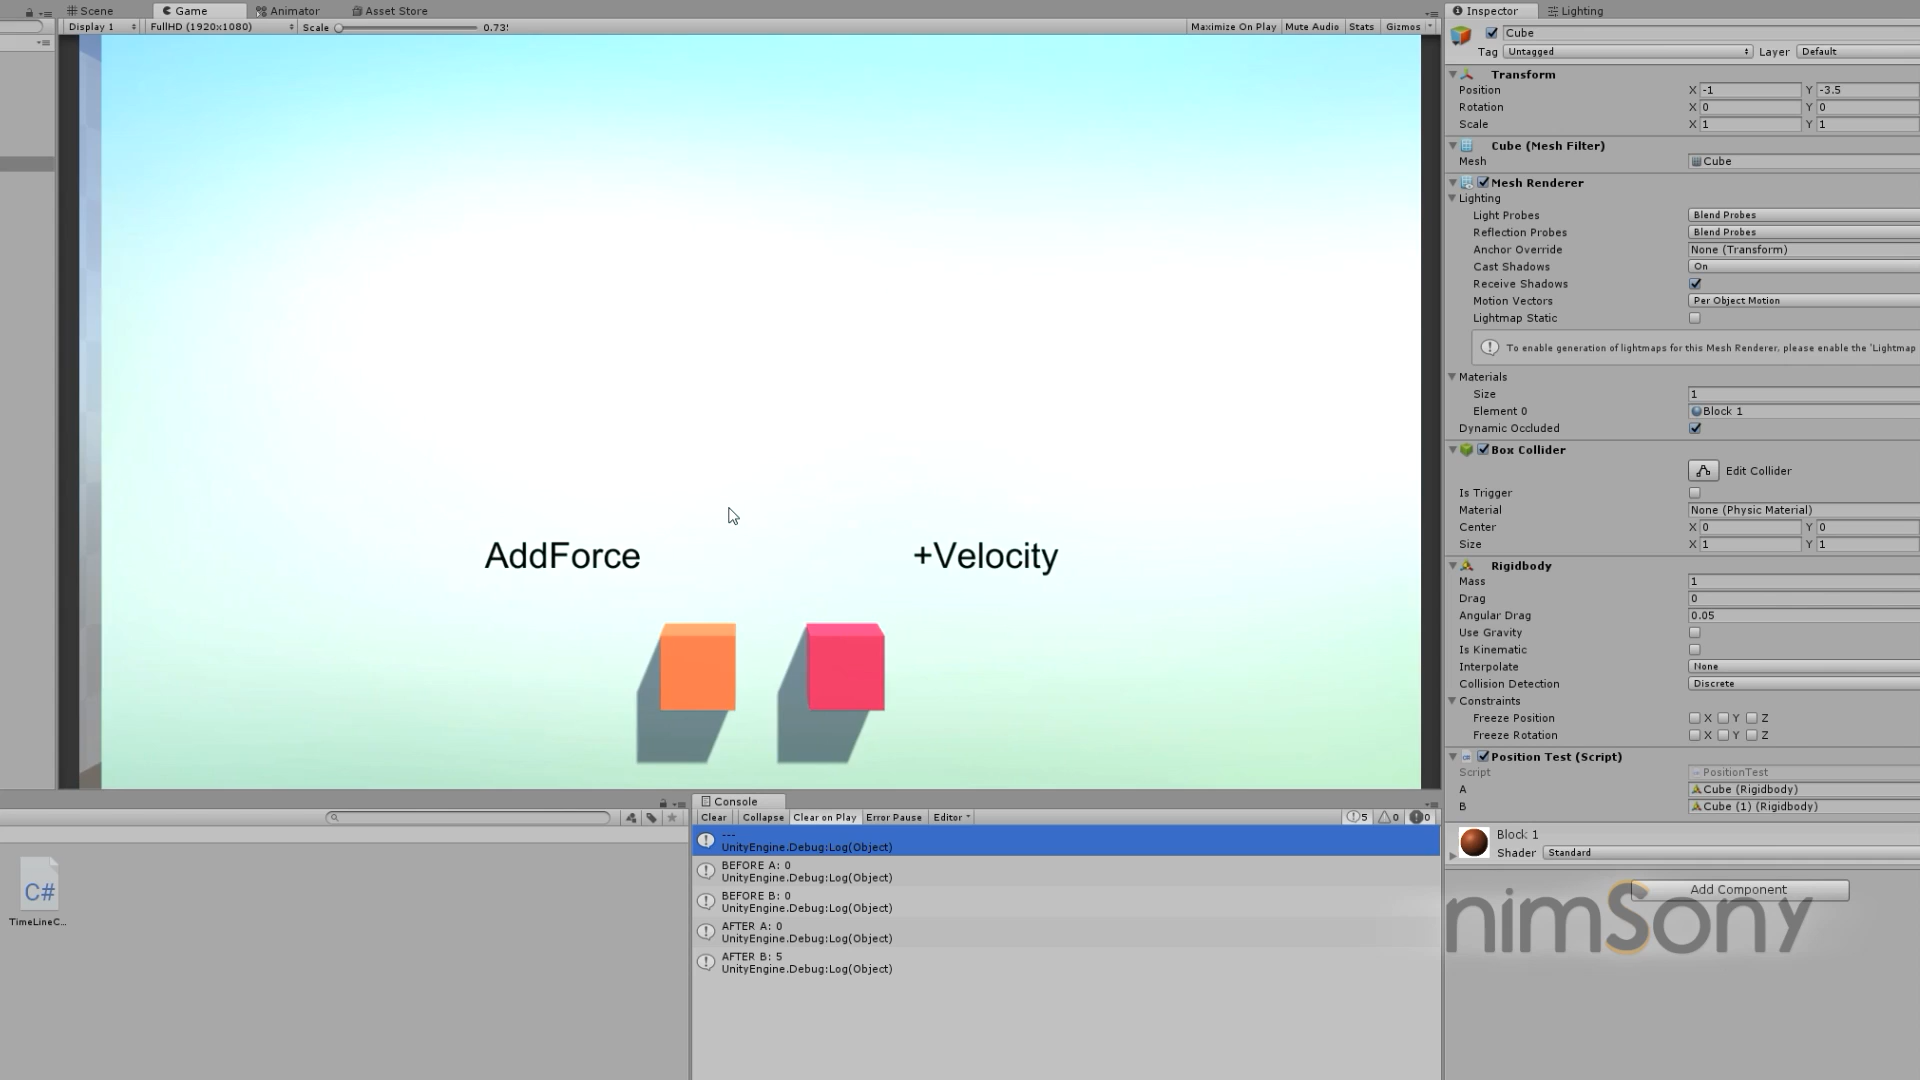 Scene
Game
Animator
Asset Store
Display 1
FullHD (1920x1080)
Scale
0.73
Maximize On Play
Mute Audio
Stats
Gizmos
AddForce
+Velocity
Inspector
Lighting
Cube
Tag Untagged Layer Default
Transform
Position X -1 Y -3.5
Rotation X 0 Y 0
Scale X 1 Y 1
Cube (Mesh Filter)
Mesh Cube
Mesh Renderer
Lighting
Light Probes Blend Probes
Reflection Probes Blend Probes
Anchor Override None (Transform)
Cast Shadows On
Receive Shadows
Motion Vectors Per Object Motion
Lightmap Static
To enable generation of lightmaps for this Mesh Renderer, please enable the 'Lightmap
Materials
Size 1
Element 0 Block 1
Dynamic Occluded
Box Collider
Edit Collider
Is Trigger
Material None (Physic Material)
Center X 0 Y 0
Size X 1 Y 1
Rigidbody
Mass 1
Drag 0
Angular Drag 0.05
Use Gravity
Is Kinematic
Interpolate None
Collision Detection Discrete
Constraints
Freeze Position X Y Z
Freeze Rotation X Y Z
Position Test (Script)
Script PositionTest
A Cube (Rigidbody)
B Cube (1) (Rigidbody)
Block 1
Shader Standard
Add Component
nimSony
C#
TimeLineC...
Console
Clear Collapse Clear on Play Error Pause Editor 5 0 0
---
UnityEngine.Debug:Log(Object)
BEFORE A: 0
UnityEngine.Debug:Log(Object)
BEFORE B: 0
UnityEngine.Debug:Log(Object)
AFTER A: 0
UnityEngine.Debug:Log(Object)
AFTER B: 5
UnityEngine.Debug:Log(Object)